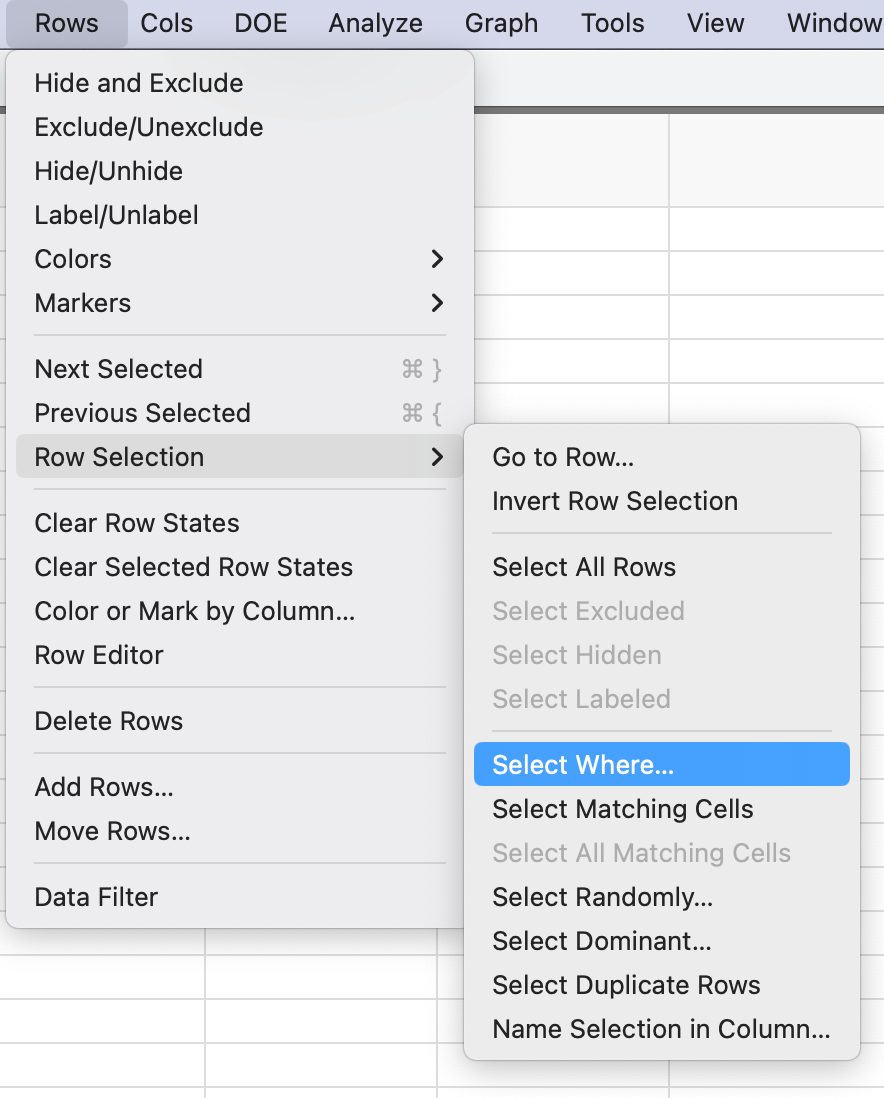 Rows Cols DOE Analyze Graph Tools View Window
Hide and Exclude
Exclude/Unexclude
Hide/Unhide
Label/Unlabel
Colors
Markers
Next Selected ⌘ }
Previous Selected ⌘ {
Row Selection
Clear Row States
Clear Selected Row States
Color or Mark by Column...
Row Editor
Delete Rows
Add Rows...
Move Rows...
Data Filter
Go to Row...
Invert Row Selection
Select All Rows
Select Excluded
Select Hidden
Select Labeled
Select Where...
Select Matching Cells
Select All Matching Cells
Select Randomly...
Select Dominant...
Select Duplicate Rows
Name Selection in Column...